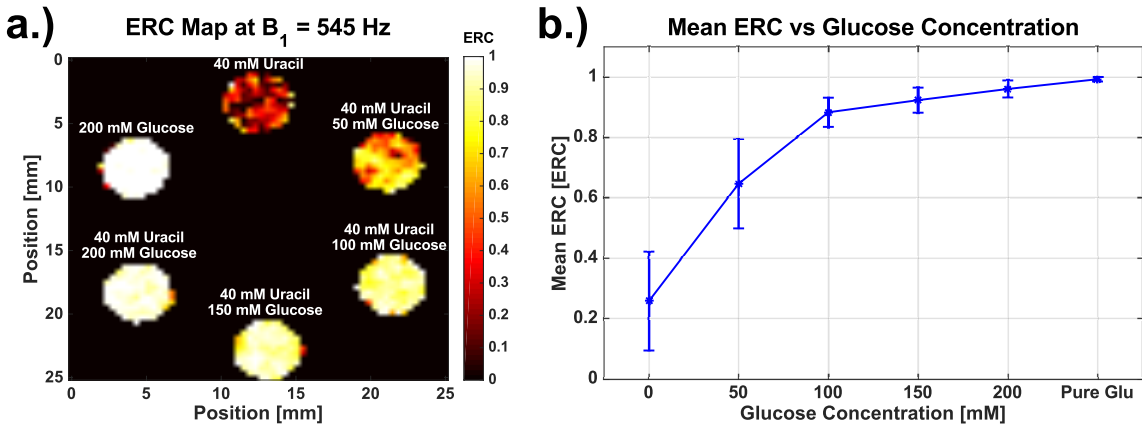 a.)
ERC Map at B1 = 545 Hz
ERC
0
5
10
15
20
25
Position [mm]
40 mM Uracil
200 mM Glucose
40 mM Uracil
50 mM Glucose
40 mM Uracil
200 mM Glucose
40 mM Uracil
100 mM Glucose
40 mM Uracil
150 mM Glucose
0 5 10 15 20 25
Position [mm]
1
0.9
0.8
0.7
0.6
0.5
0.4
0.3
0.2
0.1
0
b.)
Mean ERC vs Glucose Concentration
Mean ERC [ERC]
1
0.8
0.6
0.4
0.2
0
0 50 100 150 200 Pure Glu
Glucose Concentration [mM]